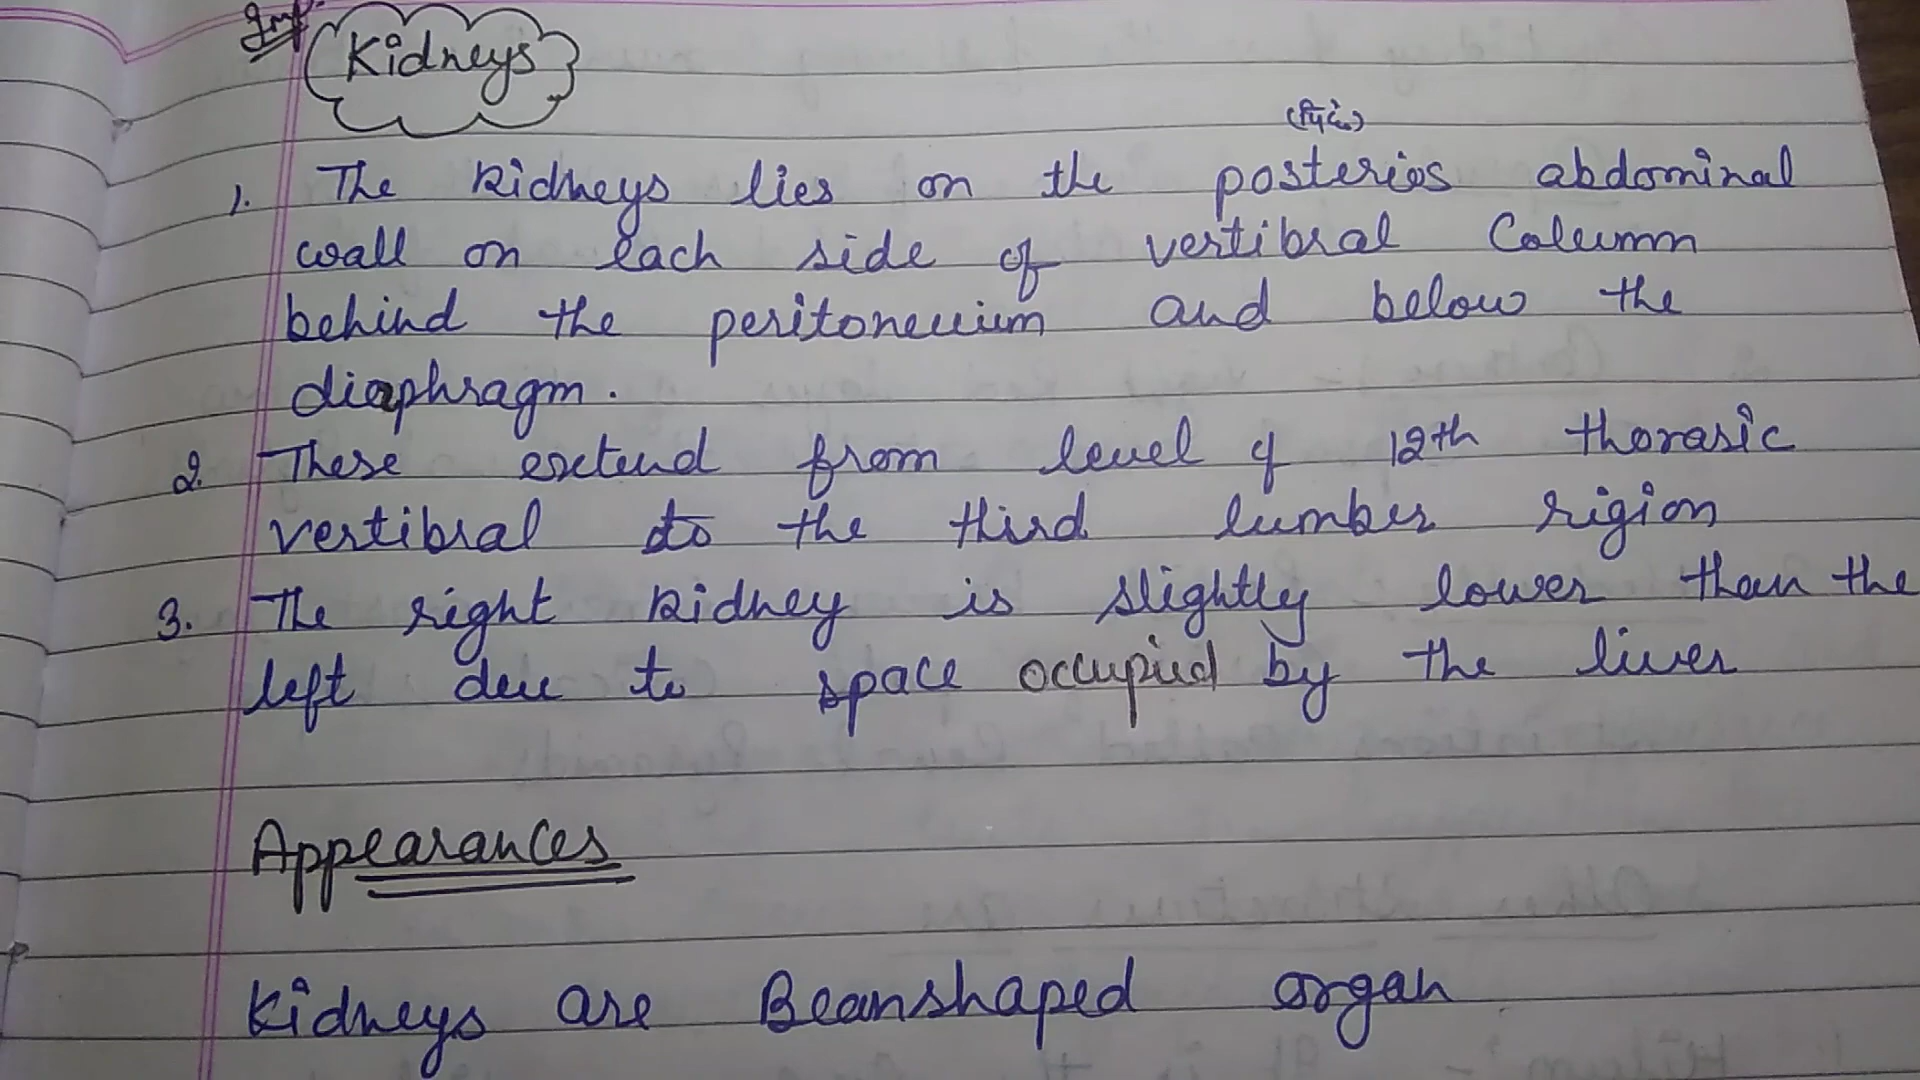 Imp.
Kidneys
1. The kidneys lies on the posterior abdominal
wall on each side of vertibral Column
behind the peritoneuium and below the
diaphragm.
2. These extend from level of 12th thorasic
vertibral to the third lumber rigion
3. The right kidney is slightly lower than the
left due to space occupied by the liver
Appearances
Kidneys are Beanshaped organ